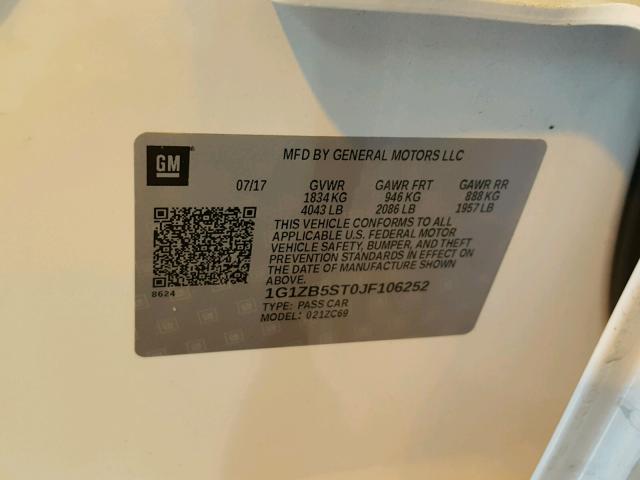 GM
MFD BY GENERAL MOTORS LLC
07/17 GVWR GAWR FRT GAWR RR
1834 KG 946 KG 888 KG
4043 LB 2086 LB 1957 LB
THIS VEHICLE CONFORMS TO ALL
APPLICABLE U.S. FEDERAL MOTOR
VEHICLE SAFETY, BUMPER, AND THEFT
PREVENTION STANDARDS IN EFFECT ON
THE DATE OF MANUFACTURE SHOWN
ABOVE.
8624
1G1ZB5ST0JF106252
TYPE: PASS CAR
MODEL: 021ZC69